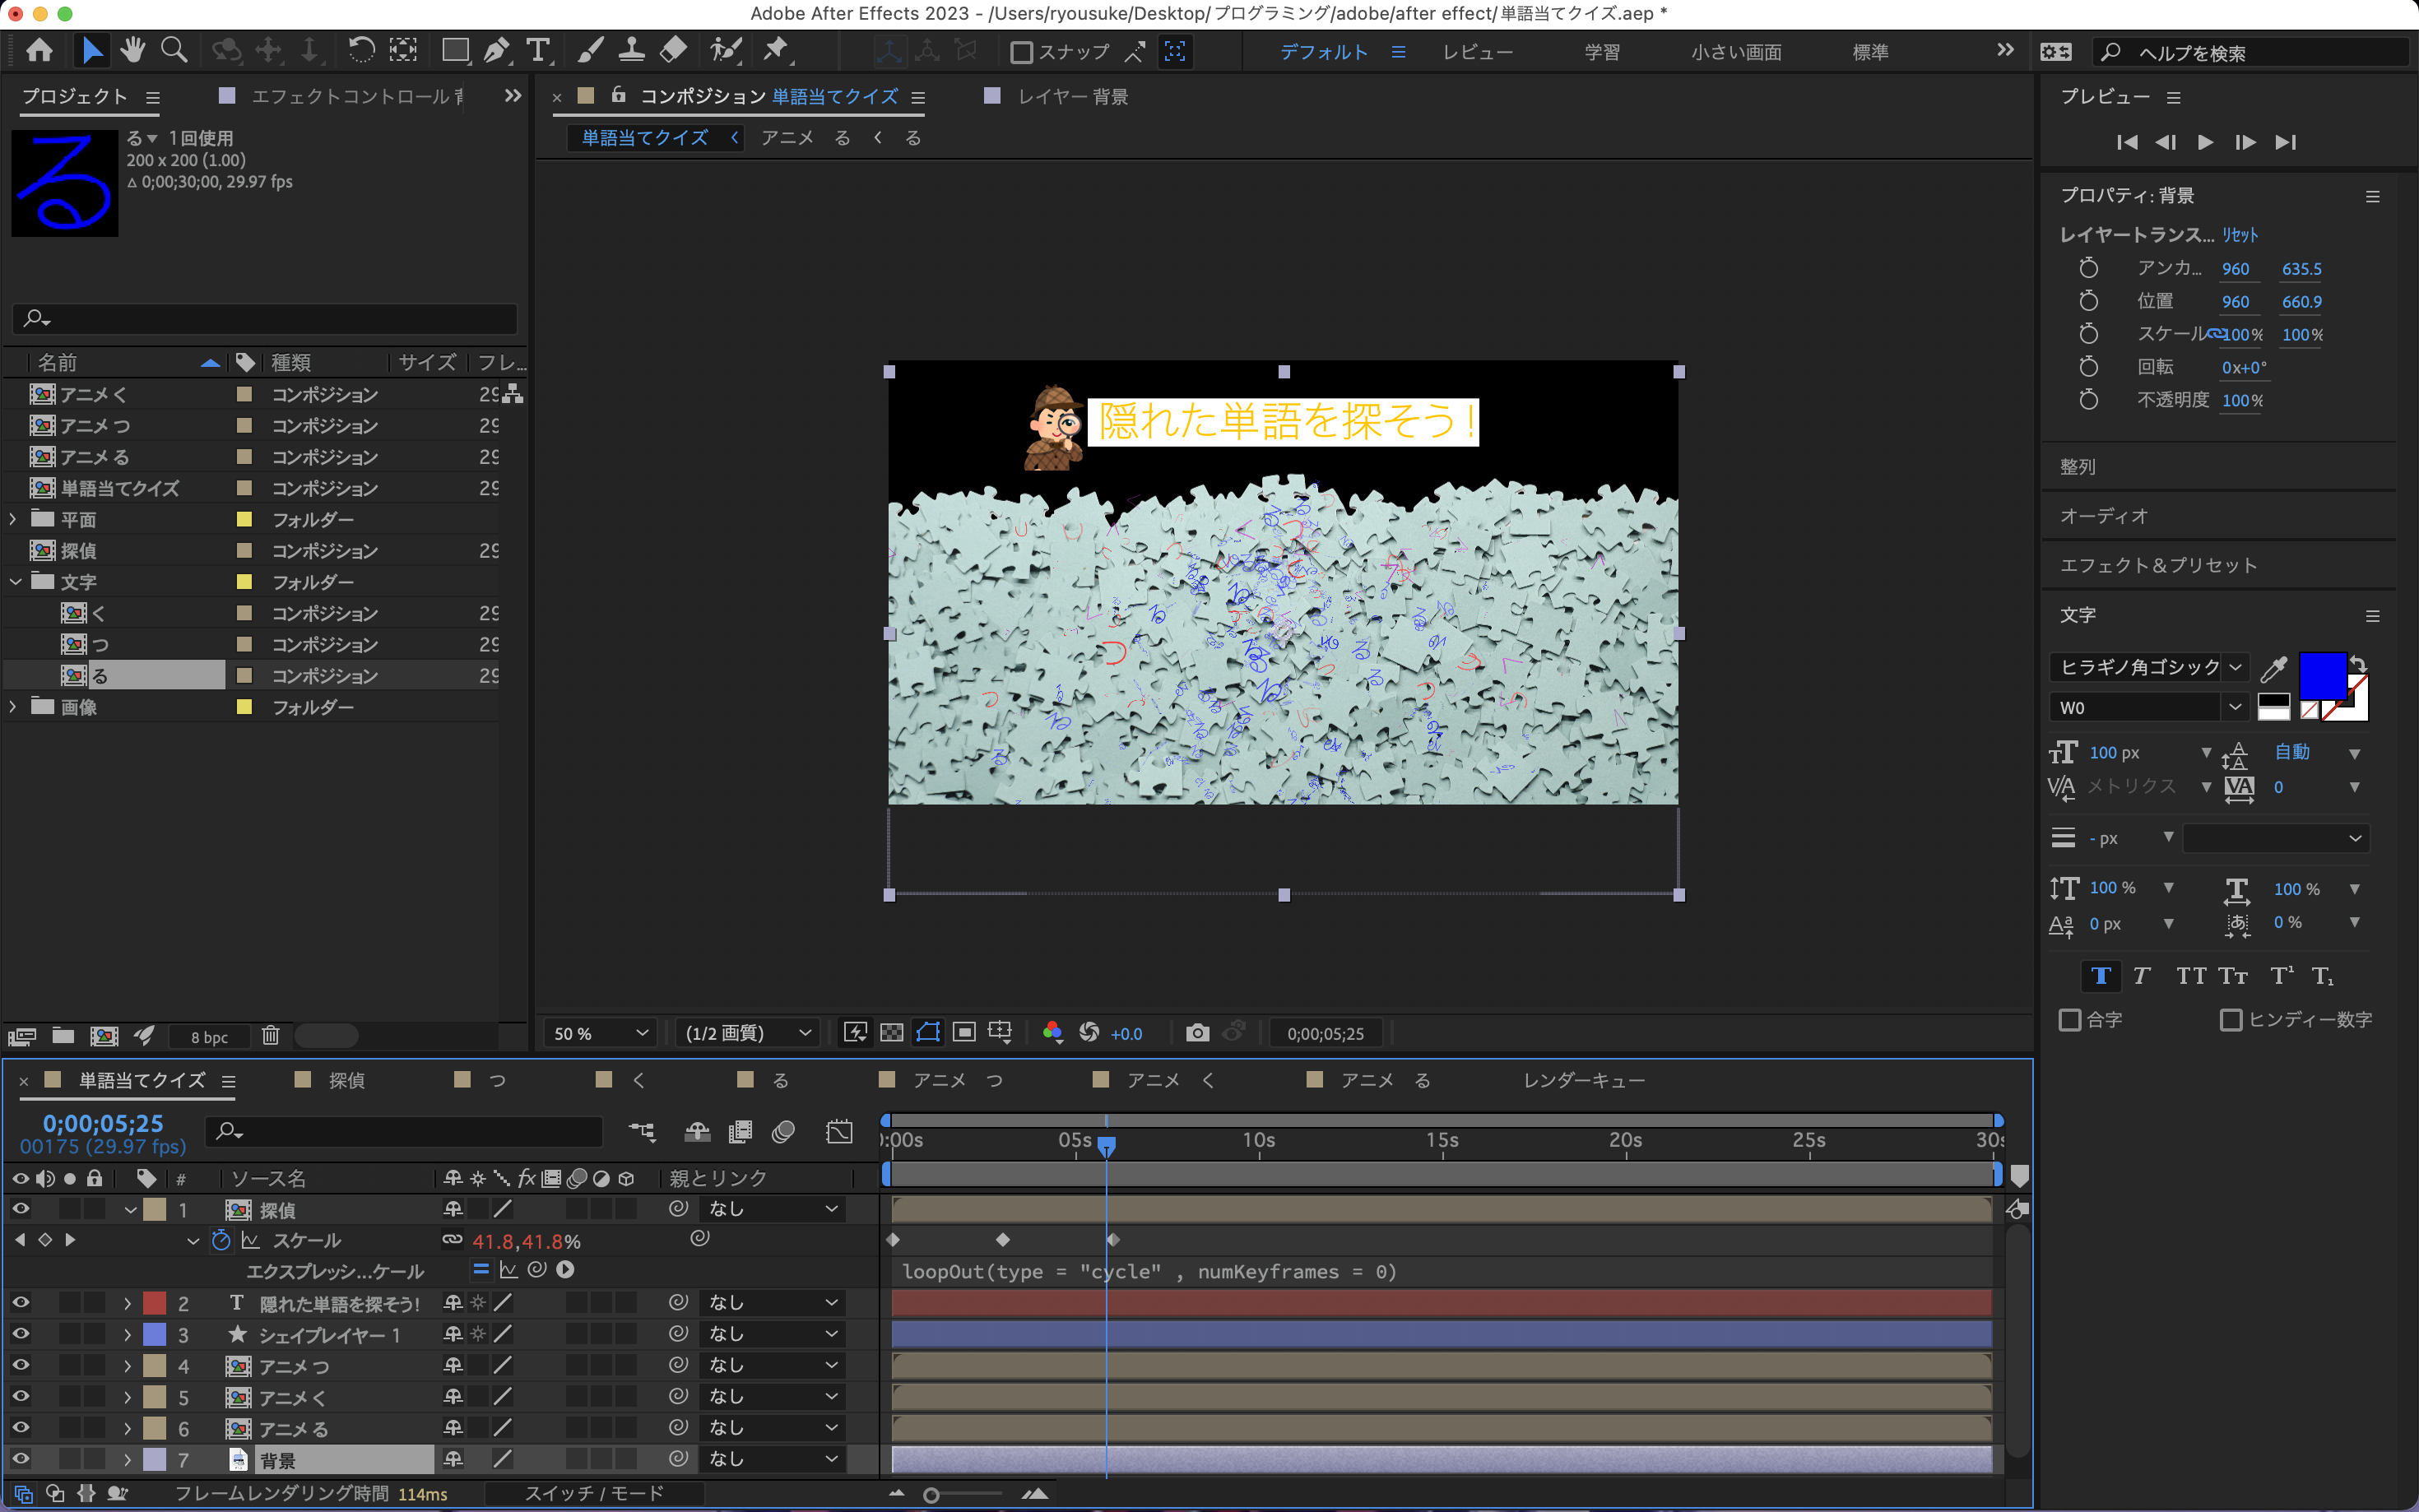 Adobe After Effects 2023 - /Users/ryousuke/Desktop/プログラミング/adobe/after effect/単語当てクイズ.aep *
スナップ
デフォルト
レビュー
学習
小さい画面
標準
ヘルプを検索
プロジェクト
エフェクトコントロール
る 1回使用
200 x 200 (1.00)
Δ 0;00;30;00, 29.97 fps
名前 種類 サイズ フレ...
アニメ く コンポジション 29
アニメ つ コンポジション 29
アニメ る コンポジション 29
単語当てクイズ コンポジション 29
平面 フォルダー
探偵 コンポジション 29
文字 フォルダー
く コンポジション 29
つ コンポジション 29
る コンポジション 29
画像 フォルダー
8 bpc
コンポジション 単語当てクイズ
レイヤー 背景
単語当てクイズ アニメ る る
隠れた単語を探そう！
50 %
(1/2 画質)
+0.0
0;00;05;25
プレビュー
プロパティ: 背景
レイヤートランス... リセット
アンカ... 960 635.5
位置 960 660.9
スケール 100% 100%
回転 0x+0°
不透明度 100%
整列
オーディオ
エフェクト＆プリセット
文字
ヒラギノ角ゴシック
W0
100 px 自動
メトリクス 0
- px
100 % 100 %
0 px 0 %
T T TT Tт T¹ T₁
合字 ヒンディー数字
単語当てクイズ 探偵 つ く る アニメ つ アニメ く アニメ る レンダーキュー
0;00;05;25
00175 (29.97 fps)
:00s 05s 10s 15s 20s 25s 30s
# ソース名 fx 親とリンク
1 探偵 なし
スケール 41.8,41.8%
エクスプレッシ...ケール loopOut(type = "cycle" , numKeyframes = 0)
2 T 隠れた単語を探そう! なし
3 シェイプレイヤー 1 なし
4 アニメ つ なし
5 アニメ く なし
6 アニメ る なし
7 背景 なし
フレームレンダリング時間 114ms
スイッチ / モード